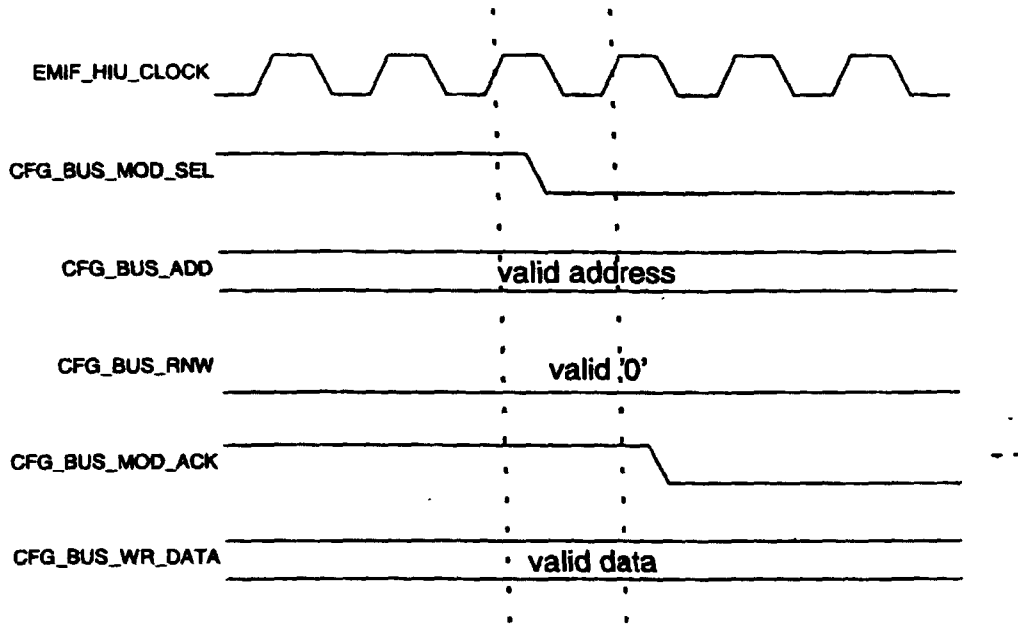 EMIF_HIU_CLOCK
CFG_BUS_MOD_SEL
CFG_BUS_ADD
valid address
CFG_BUS_RNW
valid '0'
CFG_BUS_MOD_ACK
CFG_BUS_WR_DATA
valid data